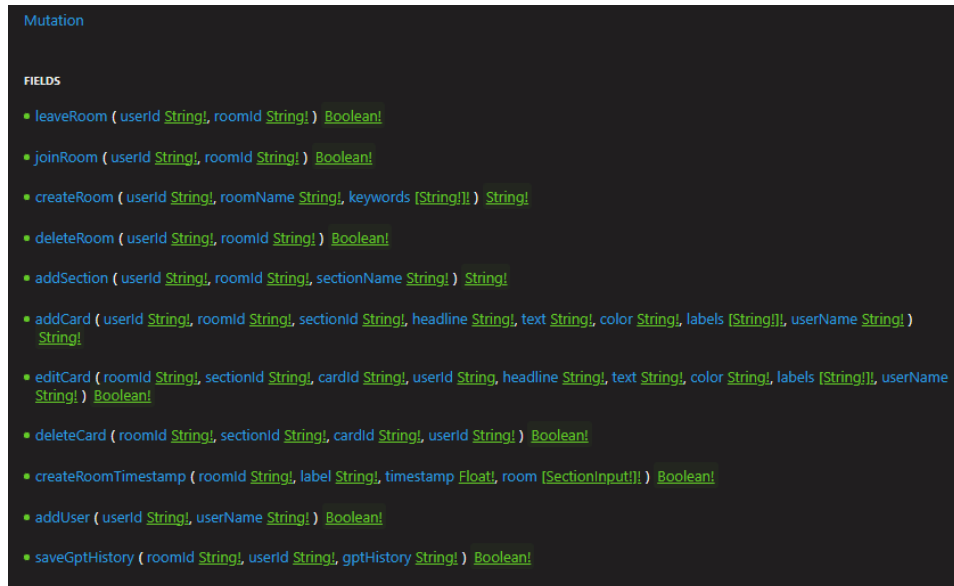 Mutation
FIELDS
• leaveRoom ( userId String!, roomId String! ) Boolean!
• joinRoom ( userId String!, roomId String! ) Boolean!
• createRoom ( userId String!, roomName String!, keywords [String!]! ) String!
• deleteRoom ( userId String!, roomId String! ) Boolean!
• addSection ( userId String!, roomId String!, sectionName String! ) String!
• addCard ( userId String!, roomId String!, sectionId String!, headline String!, text String!, color String!, labels [String!]!, userName String! )
String!
• editCard ( roomId String!, sectionId String!, cardId String!, userId String, headline String!, text String!, color String!, labels [String!]!, userName
String! ) Boolean!
• deleteCard ( roomId String!, sectionId String!, cardId String!, userId String! ) Boolean!
• createRoomTimestamp ( roomId String!, label String!, timestamp Float!, room [SectionInput!]! ) Boolean!
• addUser ( userId String!, userName String! ) Boolean!
• saveGptHistory ( roomId String!, userId String!, gptHistory String! ) Boolean!